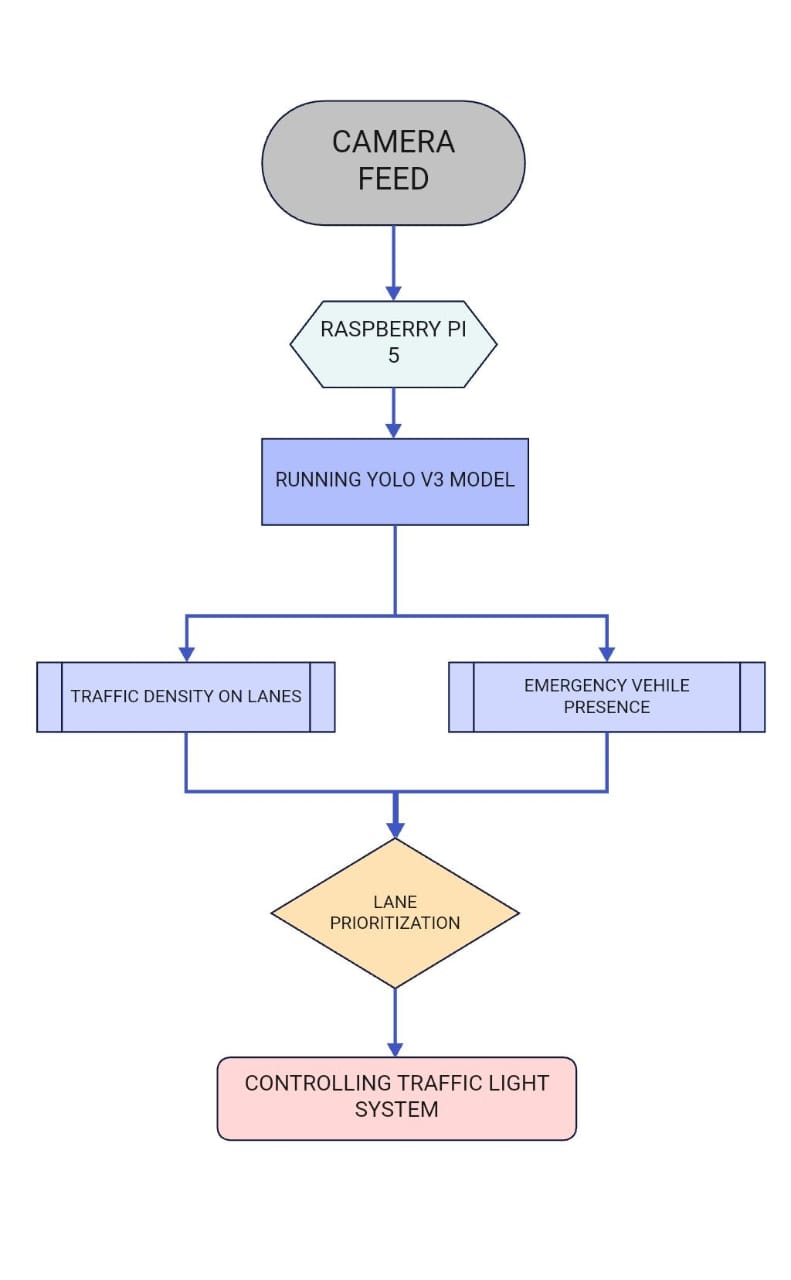 CAMERA
FEED
RASPBERRY PI
5
RUNNING YOLO V3 MODEL
TRAFFIC DENSITY ON LANES
EMERGENCY VEHILE
PRESENCE
LANE
PRIORITIZATION
CONTROLLING TRAFFIC LIGHT
SYSTEM